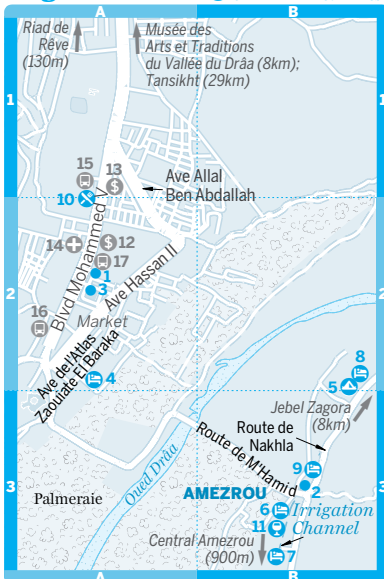 A
B
Riad de
Rêve
(130m)
Musée des
Arts et Traditions
du Vallée du Drâa (8km);
Tansikht (29km)
1
1
15
13
10
Ave Allal
Ben Abdallah
14
12
17
1
3
Blvd Mohammed V
Ave Hassan II
2
2
16
Market
Ave de l'Atlas
Zaouiate El Baraka
4
8
5
Jebel Zagora
(8km)
Route de
Nakhla
Route de M'Hamid
Oued Drâa
9
2
3
3
Palmeraie
AMEZROU
6
Irrigation
Channel
11
Central Amezrou
(900m)
7
A
B